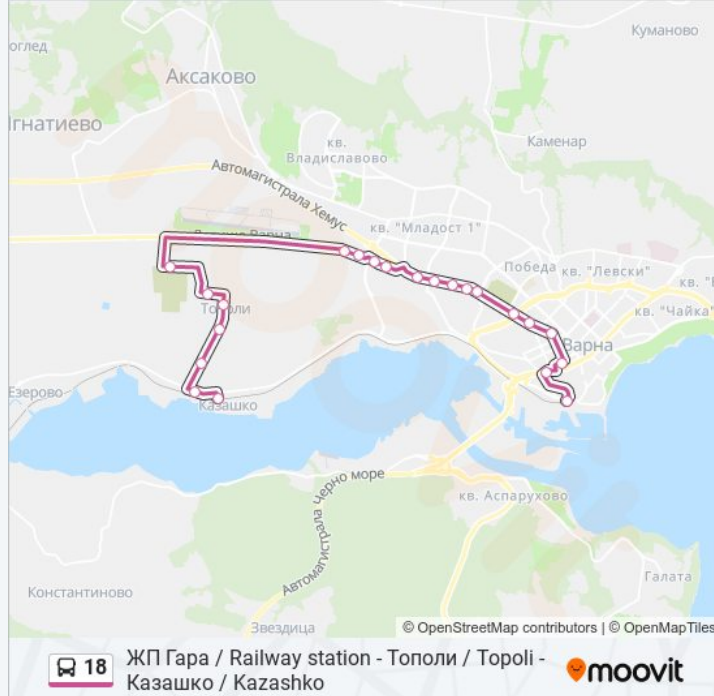 Куманово
оглед
Аксаково
Игнатиево
Каменар
кв.
Владиславово
Автомагистрала Хемус
кв. "Младост 1"
Победа
кв. "Левски"
кв. "Чайка"
Тополи
Варна
Езерово
Казашко
Автомагистрала Черно море
кв. Аспарухово
Константиново
Галата
Звездица
© OpenStreetMap contributors | © OpenMapTiles
18
ЖП Гара / Railway station - Тополи / Topoli -
Казашко / Kazashko
moovit